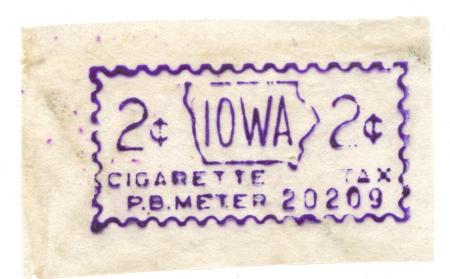 2¢ IOWA 2¢
CIGARETTE TAX
P.B.METER 20209